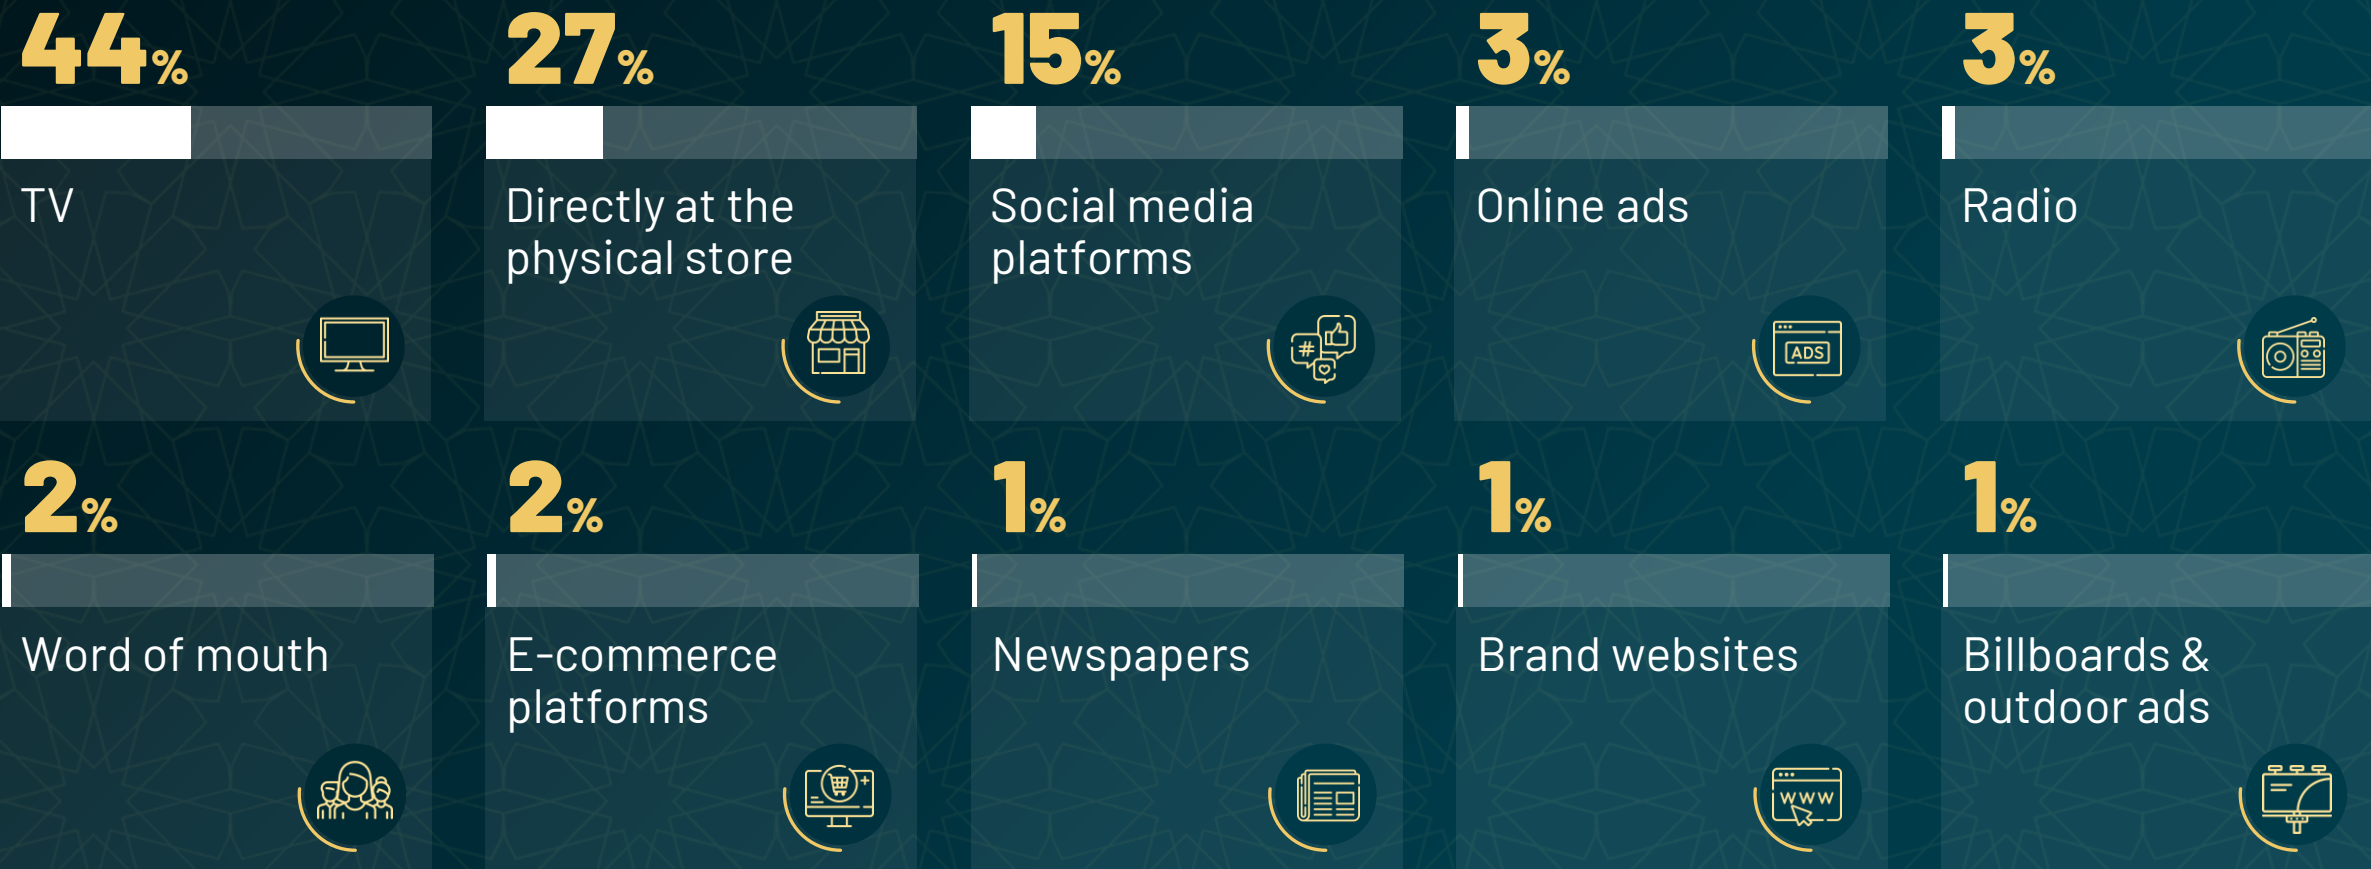 44%
27%
15%
3%
3%
TV
Directly at the
physical store
Social media
platforms
Online ads
Radio
#
ADS
2%
2%
1%
1%
1%
Word of mouth
E-commerce
platforms
Newspapers
Brand websites
Billboards &
outdoor ads
WWW